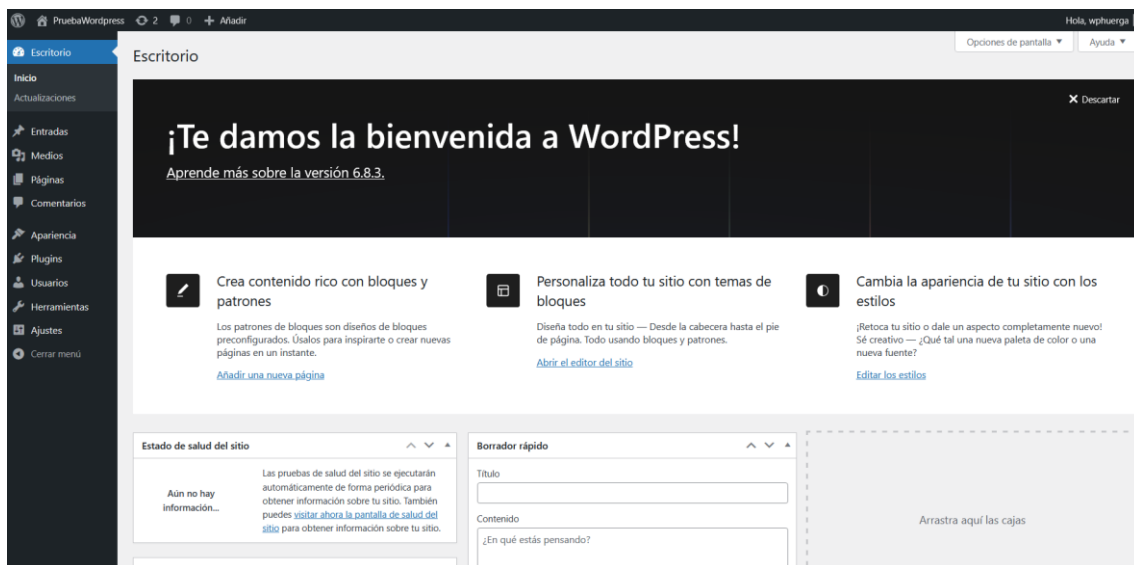 PruebaWordpress 2 0 Añadir Hola, wphuerga
Escritorio
Inicio
Actualizaciones
Entradas
Medios
Páginas
Comentarios
Apariencia
Plugins
Usuarios
Herramientas
Ajustes
Cerrar menú
Opciones de pantalla Ayuda
Escritorio
Descartar
¡Te damos la bienvenida a WordPress!
Aprende más sobre la versión 6.8.3.
Crea contenido rico con bloques y
patrones
Los patrones de bloques son diseños de bloques
preconfigurados. Úsalos para inspirarte o crear nuevas
páginas en un instante.
Añadir una nueva página
Personaliza todo tu sitio con temas de
bloques
Diseña todo en tu sitio — Desde la cabecera hasta el pie
de página. Todo usando bloques y patrones.
Abrir el editor del sitio
Cambia la apariencia de tu sitio con los
estilos
¡Retoca tu sitio o dale un aspecto completamente nuevo!
Sé creativo — ¿Qué tal una nueva paleta de color o una
nueva fuente?
Editar los estilos
Estado de salud del sitio
Aún no hay
información...
Las pruebas de salud del sitio se ejecutarán
automáticamente de forma periódica para
obtener información sobre tu sitio. También
puedes visitar ahora la pantalla de salud del
sitio para obtener información sobre tu sitio.
Borrador rápido
Título
Contenido
¿En qué estás pensando?
Arrastra aquí las cajas